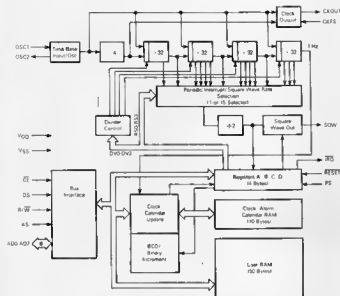 Clock
Output
CKOUT
CKFS
OSC1
OSC2
Time Base
Input/Osc
÷ 32
÷ 32
÷ 32
1 Hz
Periodic Interrupt/Square Wave Rate
Selection
(1 of 15 Selected)
Divider
Control
RS0-RS3
DV0-DV2
÷2
Square
Wave Out
SQW
VDD
VSS
Registers A B C D
(4 Bytes)
IRQ
RESET
PS
CE
DS
R/W
AS
AD0-AD7
8
Bus
Interface
Clock
Calendar
Update
BCD/
Binary
Increment
Clock Alarm
Calendar RAM
(10 Bytes)
User RAM
(50 Bytes)